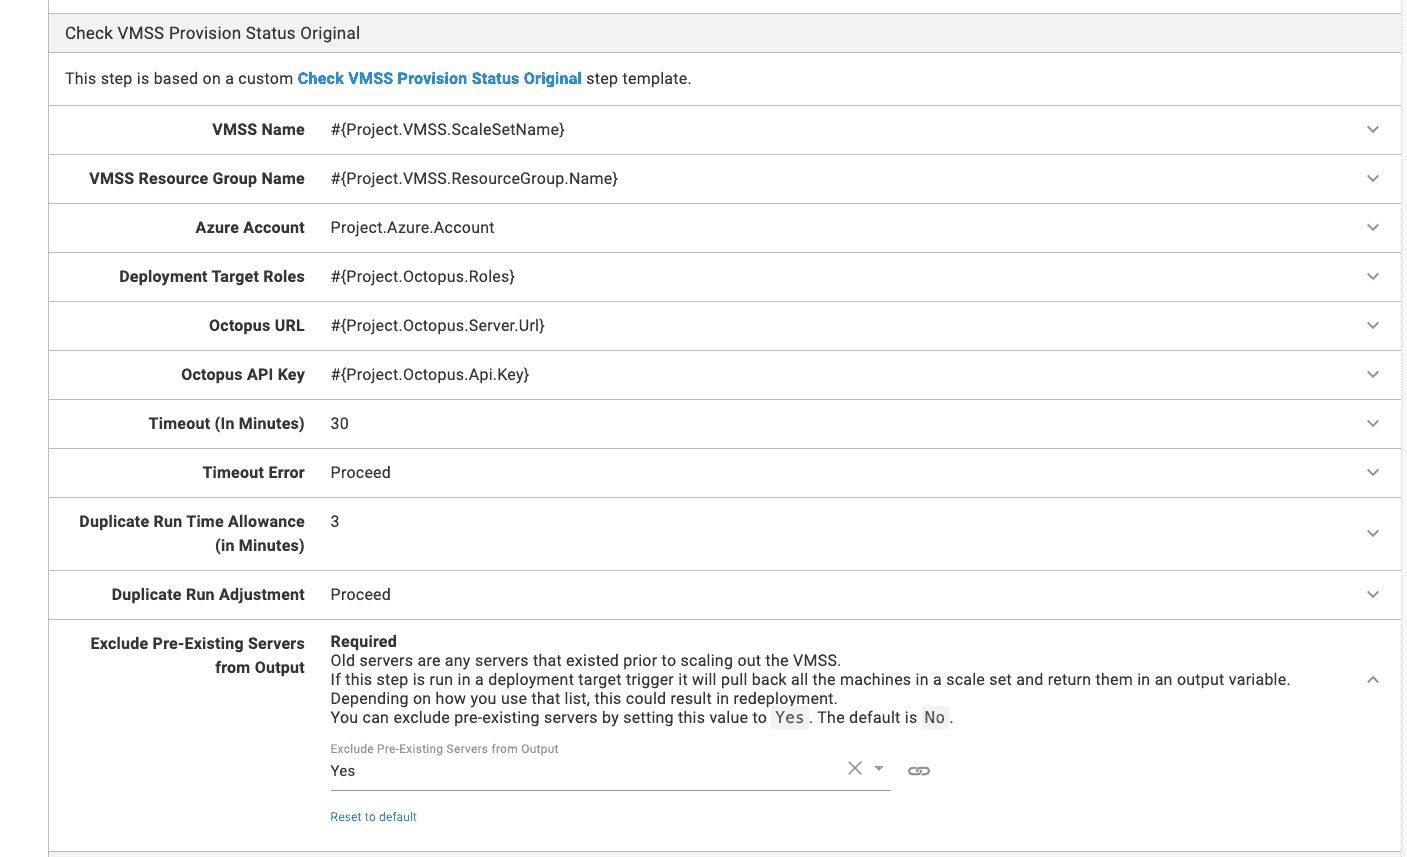 Check VMSS Provision Status Original
This step is based on a custom Check VMSS Provision Status Original step template.
VMSS Name #{Project.VMSS.ScaleSetName}
VMSS Resource Group Name #{Project.VMSS.ResourceGroup.Name}
Azure Account Project.Azure.Account
Deployment Target Roles #{Project.Octopus.Roles}
Octopus URL #{Project.Octopus.Server.Url}
Octopus API Key #{Project.Octopus.Api.Key}
Timeout (In Minutes) 30
Timeout Error Proceed
Duplicate Run Time Allowance 3
(in Minutes)
Duplicate Run Adjustment Proceed
Exclude Pre-Existing Servers
from Output
Required
Old servers are any servers that existed prior to scaling out the VMSS.
If this step is run in a deployment target trigger it will pull back all the machines in a scale set and return them in an output variable.
Depending on how you use that list, this could result in redeployment.
You can exclude pre-existing servers by setting this value to Yes. The default is No.
Exclude Pre-Existing Servers from Output
Yes
Reset to default